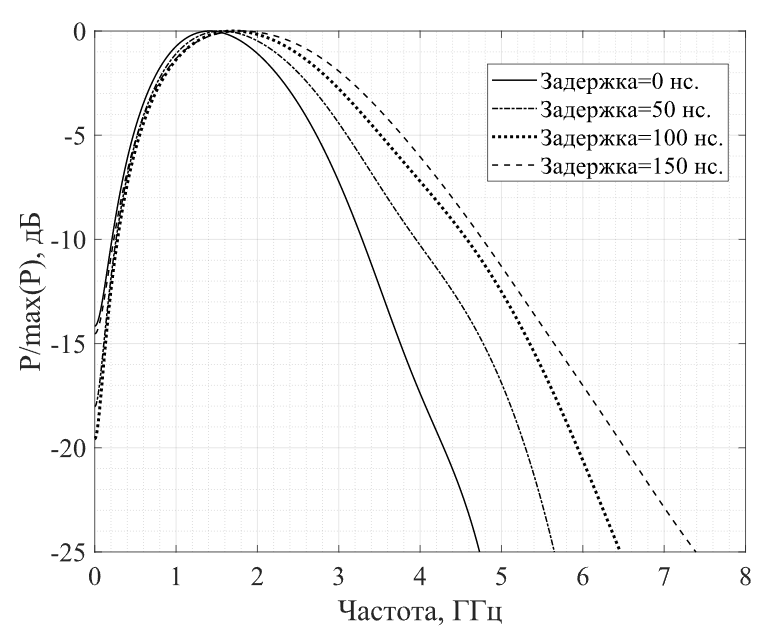 0
-5
-10
-15
-20
-25
P/max(P), дБ
Задержка=0 нс.
Задержка=50 нс.
Задержка=100 нс.
Задержка=150 нс.
0 1 2 3 4 5 6 7 8
Частота, ГГц